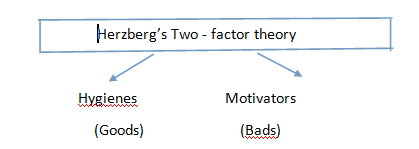 Herzberg's Two - factor theory
Hygienes Motivators
(Goods) (Bads)